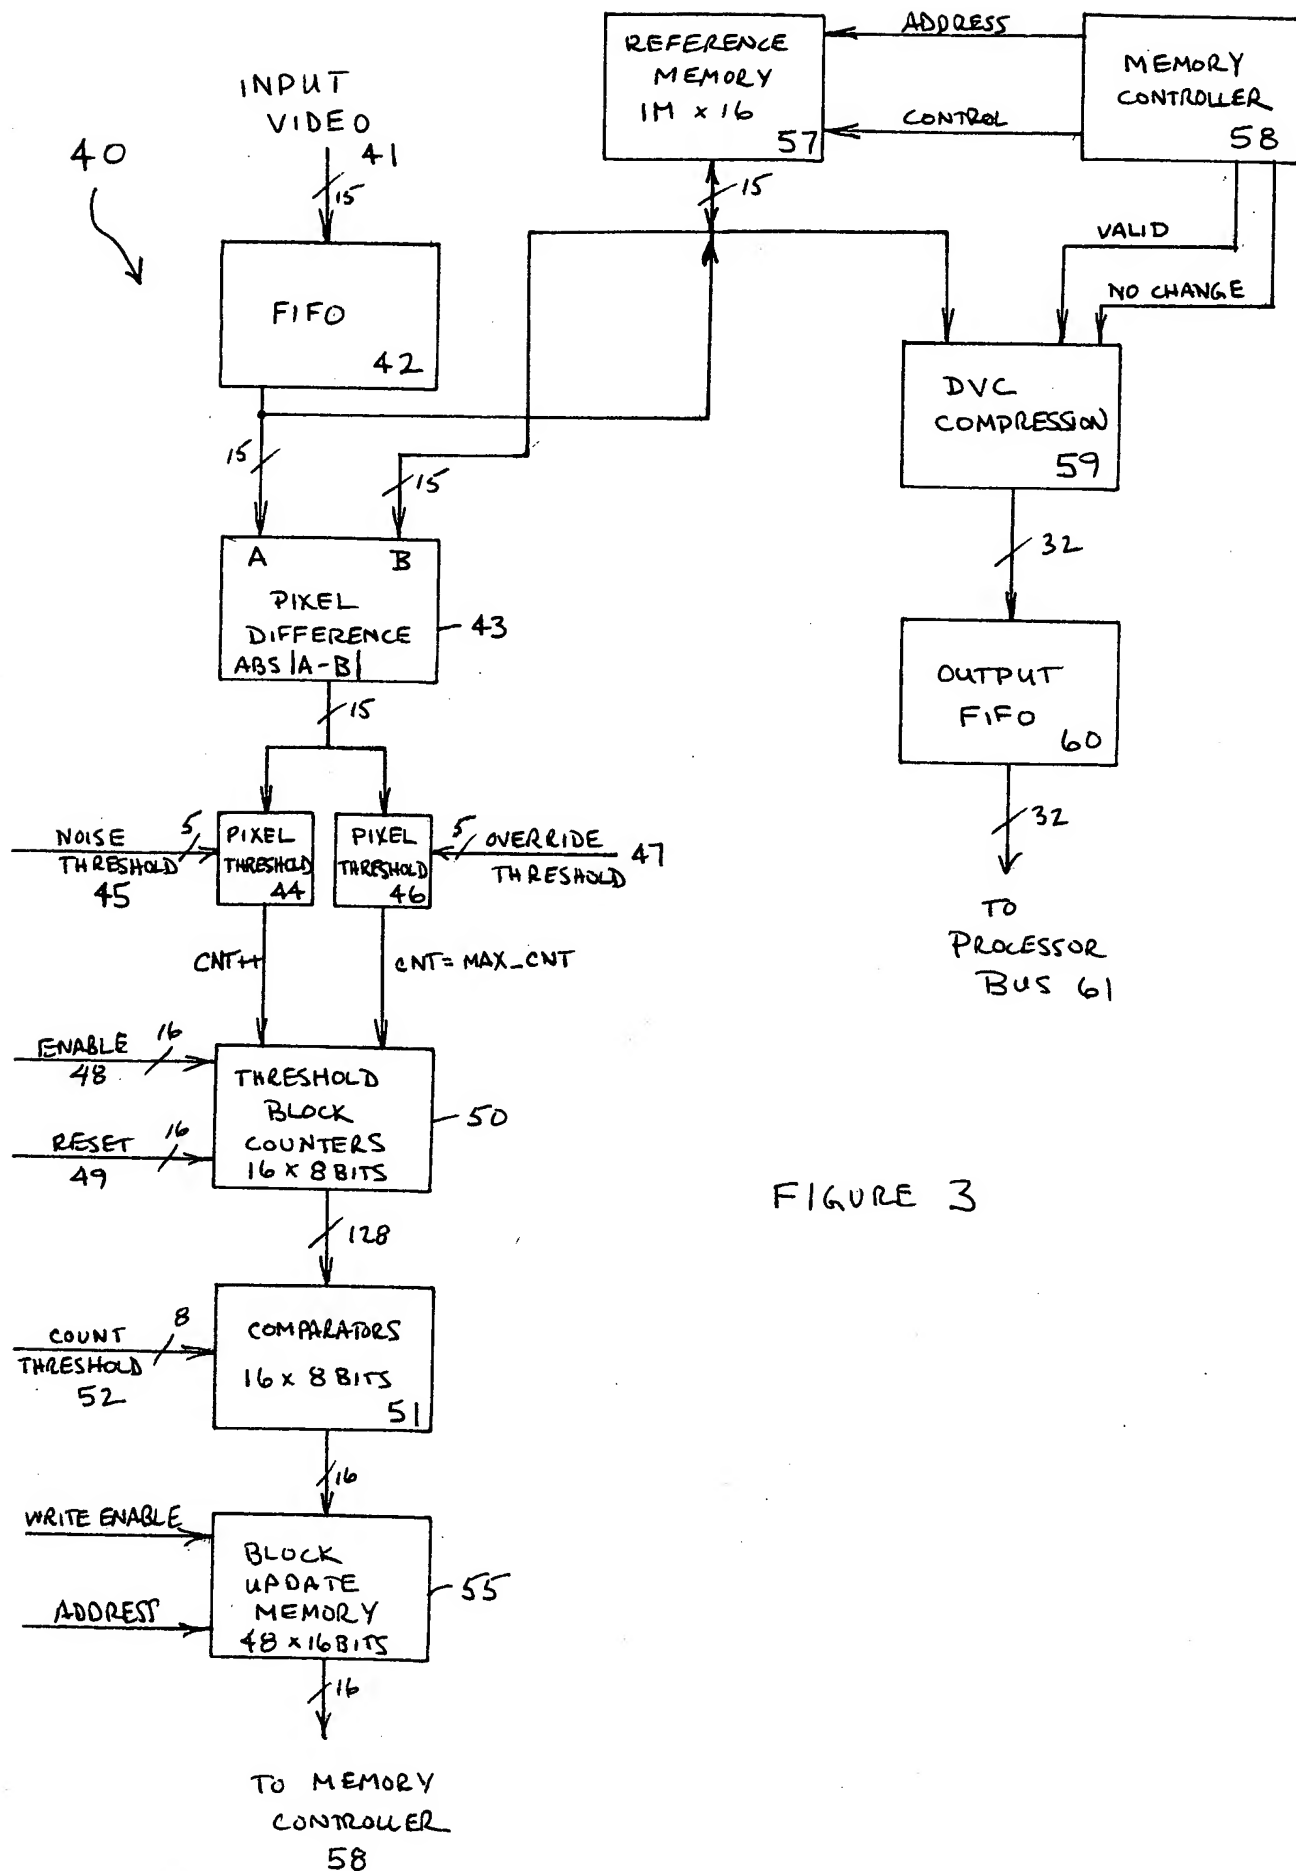 INPUT
VIDEO
41
40
15
FIFO
42
15
15
A
B
PIXEL
DIFFERENCE
ABS |A-B|
43
15
NOISE
THRESHOLD
45
5
PIXEL
THRESHOLD
44
PIXEL
THRESHOLD
46
5
OVERRIDE
THRESHOLD
47
CNT++
CNT=MAX_CNT
ENABLE
48
16
RESET
49
16
THRESHOLD
BLOCK
COUNTERS
16 x 8 BITS
50
128
COUNT
THRESHOLD
52
8
COMPARATORS
16 x 8 BITS
51
16
WRITE ENABLE
ADDRESS
BLOCK
UPDATE
MEMORY
48 x 16 BITS
55
16
TO MEMORY
CONTROLLER
58
REFERENCE
MEMORY
1M x 16
57
15
ADDRESS
CONTROL
MEMORY
CONTROLLER
58
VALID
NO CHANGE
DVC
COMPRESSION
59
32
OUTPUT
FIFO
60
32
TO
PROCESSOR
BUS 61
FIGURE 3